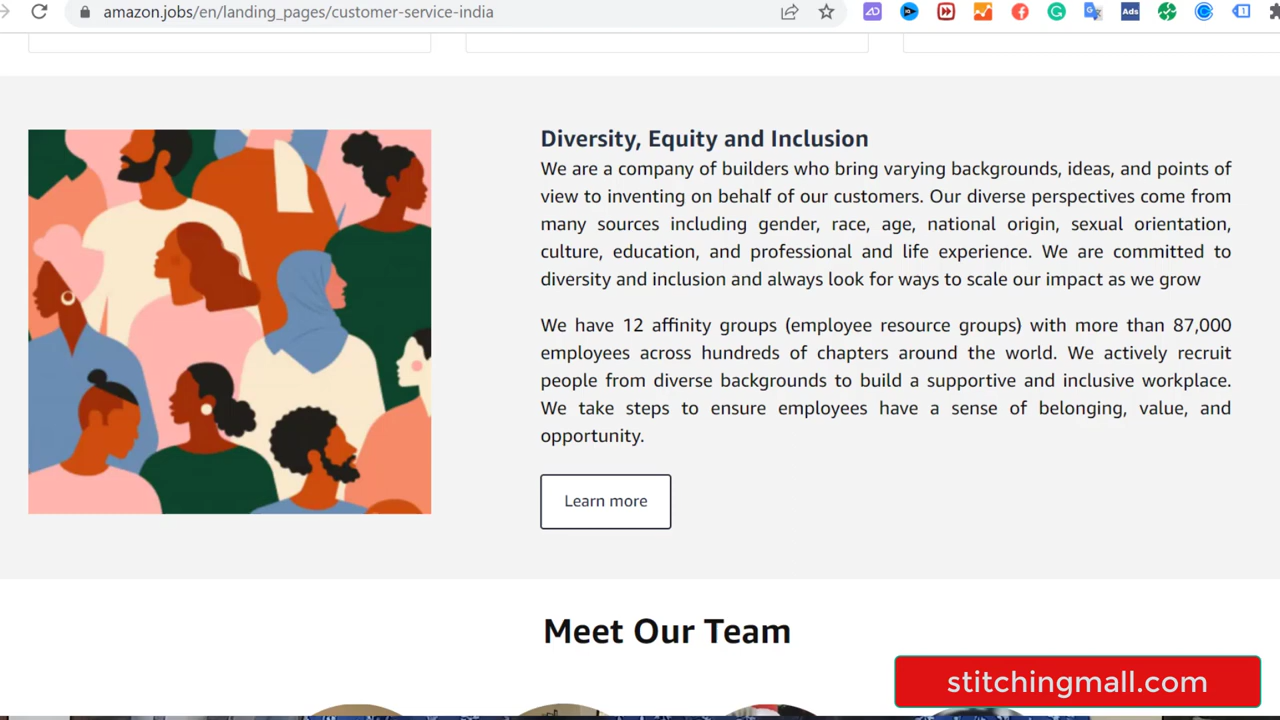 amazon.jobs/en/landing_pages/customer-service-india
Ads
1
Diversity, Equity and Inclusion
We are a company of builders who bring varying backgrounds, ideas, and points of
view to inventing on behalf of our customers. Our diverse perspectives come from
many sources including gender, race, age, national origin, sexual orientation,
culture, education, and professional and life experience. We are committed to
diversity and inclusion and always look for ways to scale our impact as we grow
We have 12 affinity groups (employee resource groups) with more than 87,000
employees across hundreds of chapters around the world. We actively recruit
people from diverse backgrounds to build a supportive and inclusive workplace.
We take steps to ensure employees have a sense of belonging, value, and
opportunity.
Learn more
Meet Our Team
stitchingmall.com